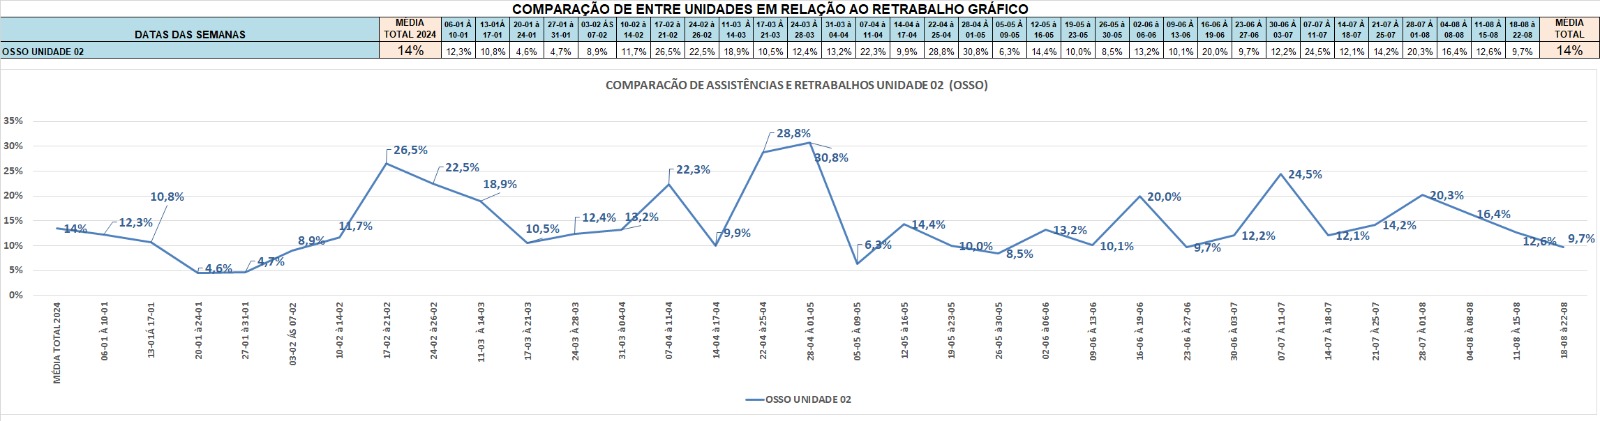 COMPARAÇÃO DE ENTRE UNIDADES EM RELAÇÃO AO RETRABALHO GRÁFICO
DATAS DAS SEMANAS MÉDIA TOTAL 2024 06-01 Á 10-01 13-01Á 17-01 20-01 à 24-01 27-01 à 31-01 03-02 ÁS 07-02 10-02 à 14-02 17-02 à 21-02 24-02 à 26-02 11-03 À 14-03 17-03 À 21-03 24-03 À 28-03 31-03 À 04-04 07-04 À 11-04 14-04 À 17-04 22-04 à 25-04 28-04 À 01-05 05-05 À 09-05 12-05 à 16-05 19-05 à 23-05 26-05 Á 30-05 02-06 à 06-06 09-06 À 13-06 16-06 À 19-06 23-06 À 27-06 30-06 À 03-07 07-07 À 11-07 14-07 À 18-07 21-07 À 25-07 28-07 À 01-08 04-08 À 08-08 11-08 À 15-08 18-08 à 22-08 MÉDIA TOTAL
OSSO UNIDADE 02 14% 12,3% 10,8% 4,6% 4,7% 8,9% 11,7% 26,5% 22,5% 18,9% 10,5% 12,4% 13,2% 22,3% 9,9% 28,8% 30,8% 6,3% 14,4% 10,0% 8,5% 13,2% 10,1% 20,0% 9,7% 12,2% 24,5% 12,1% 14,2% 20,3% 16,4% 12,6% 9,7% 14%
COMPARACÃO DE ASSISTÊNCIAS E RETRABALHOS UNIDADE 02 (OSSO)
35%
30%
25%
20%
15%
10%
5%
0%
14%
12,3%
10,8%
4,6%
4,7%
8,9%
11,7%
26,5%
22,5%
18,9%
10,5%
12,4%
13,2%
22,3%
9,9%
28,8%
30,8%
6,3%
14,4%
10,0%
8,5%
13,2%
10,1%
20,0%
9,7%
12,2%
24,5%
12,1%
14,2%
20,3%
16,4%
12,6%
9,7%
MÉDIA TOTAL 2024
06-01 À 10-01
13-01Á 17-01
20-01 à 24-01
27-01 à 31-01
03-02 ÁS 07-02
10-02 à 14-02
17-02 à 21-02
24-02 à 26-02
11-03 À 14-03
17-03 À 21-03
24-03 À 28-03
31-03 À 04-04
07-04 À 11-04
14-04 À 17-04
22-04 à 25-04
28-04 À 01-05
05-05 À 09-05
12-05 à 16-05
19-05 à 23-05
26-05 Á 30-05
02-06 à 06-06
09-06 À 13-06
16-06 À 19-06
23-06 À 27-06
30-06 À 03-07
07-07 À 11-07
14-07 À 18-07
21-07 À 25-07
28-07 À 01-08
04-08 À 08-08
11-08 À 15-08
18-08 à 22-08
OSSO UNIDADE 02